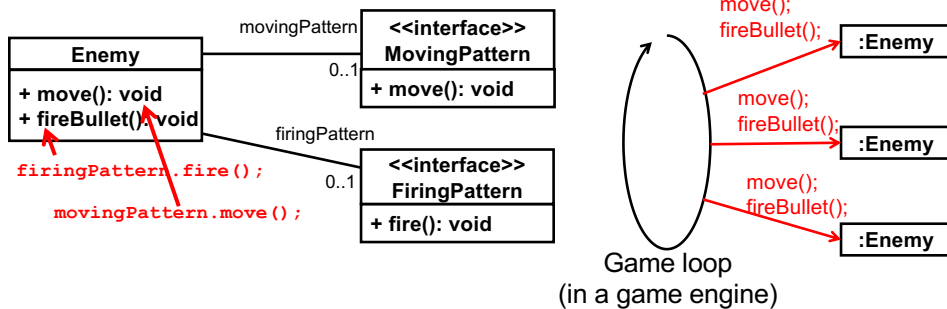 Enemy
+ move(): void
+ fireBullet(): void
firingPattern.fire();
movingPattern.move();
movingPattern
0..1
<<interface>>
MovingPattern
+ move(): void
firingPattern
0..1
<<interface>>
FiringPattern
+ fire(): void
Game loop
(in a game engine)
move();
fireBullet();
:Enemy
move();
fireBullet();
:Enemy
move();
fireBullet();
:Enemy